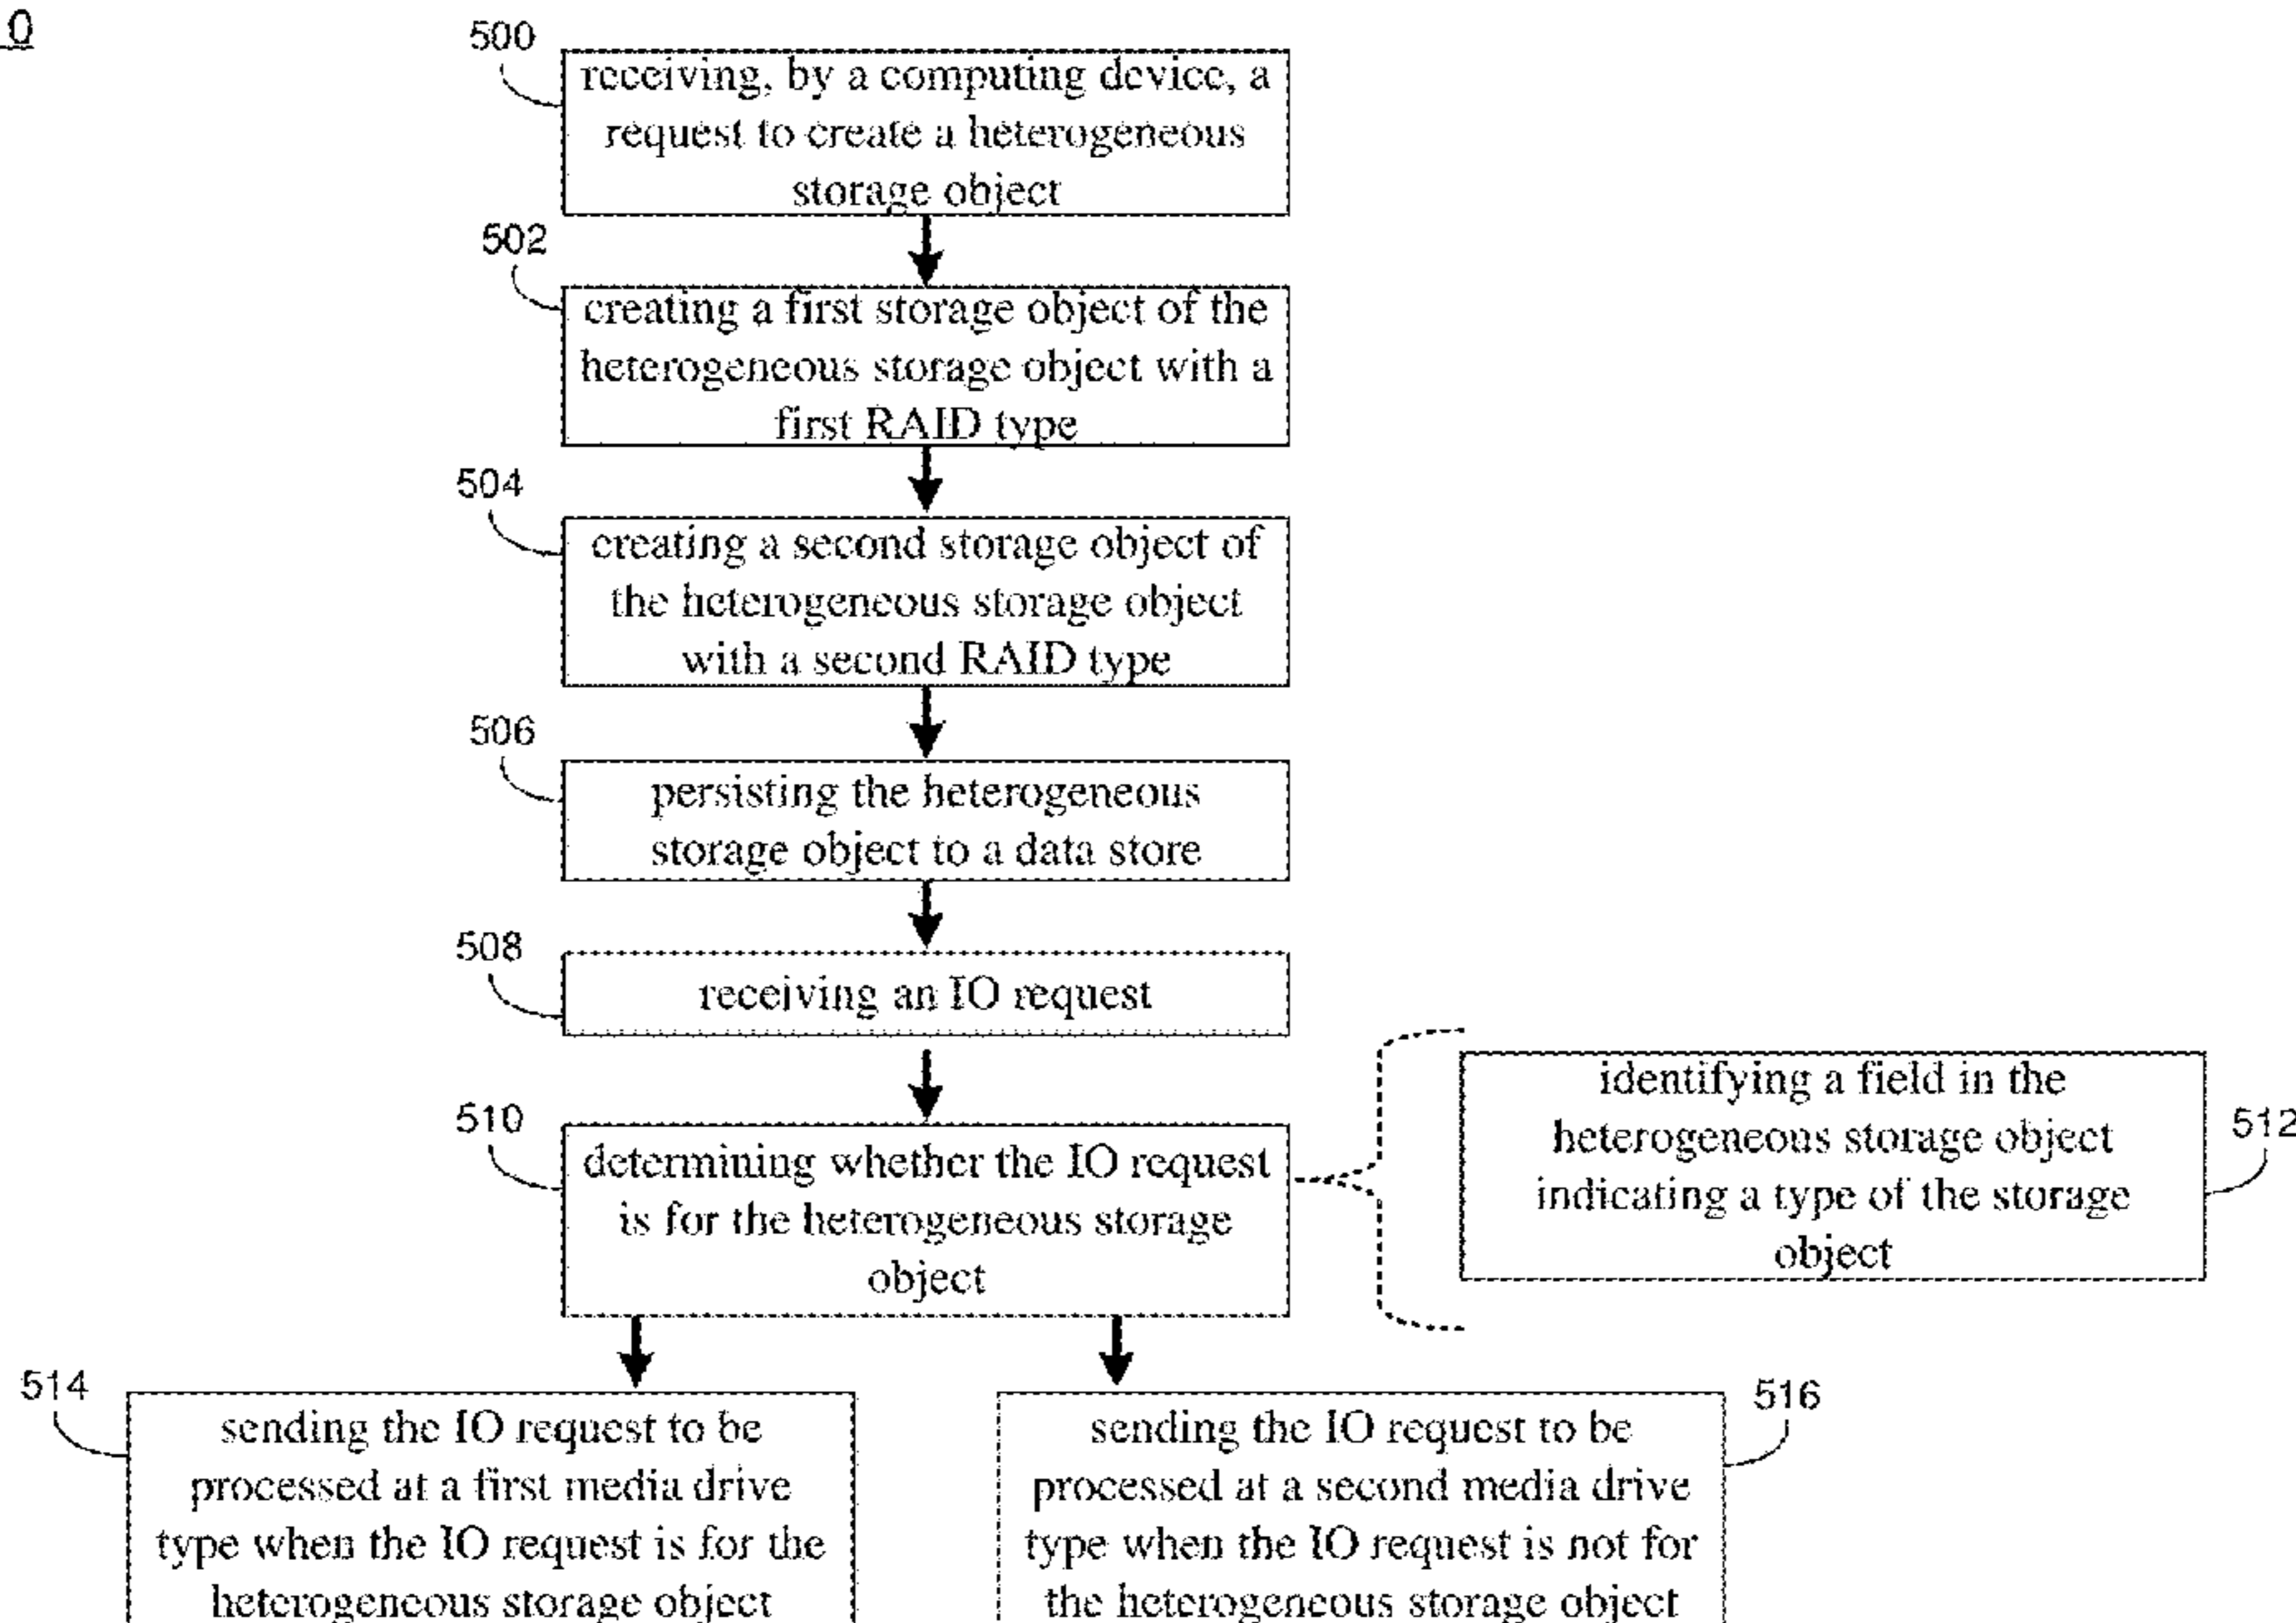 0
500
receiving, by a computing device, a
request to create a heterogeneous
storage object
502
creating a first storage object of the
heterogeneous storage object with a
first RAID type
504
creating a second storage object of
the heterogeneous storage object
with a second RAID type
506
persisting the heterogeneous
storage object to a data store
508
receiving an IO request
510
determining whether the IO request
is for the heterogeneous storage
object
identifying a field in the
heterogeneous storage object
indicating a type of the storage
object
512
514
sending the IO request to be
processed at a first media drive
type when the IO request is for the
heterogeneous storage object
516
sending the IO request to be
processed at a second media drive
type when the IO request is not for
the heterogeneous storage object